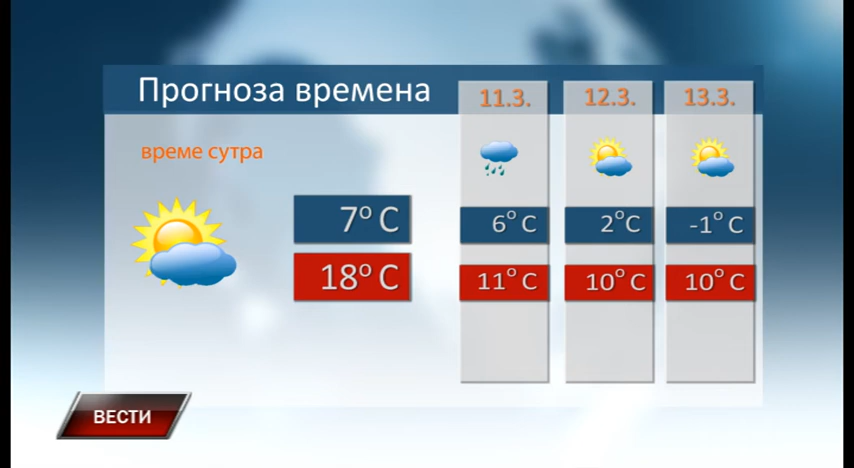 Прогноза времена
време сутра
7° C
18° C
11.3.
6° C
11° C
12.3.
2°C
10° C
13.3.
-1° C
10° C
ВЕСТИ